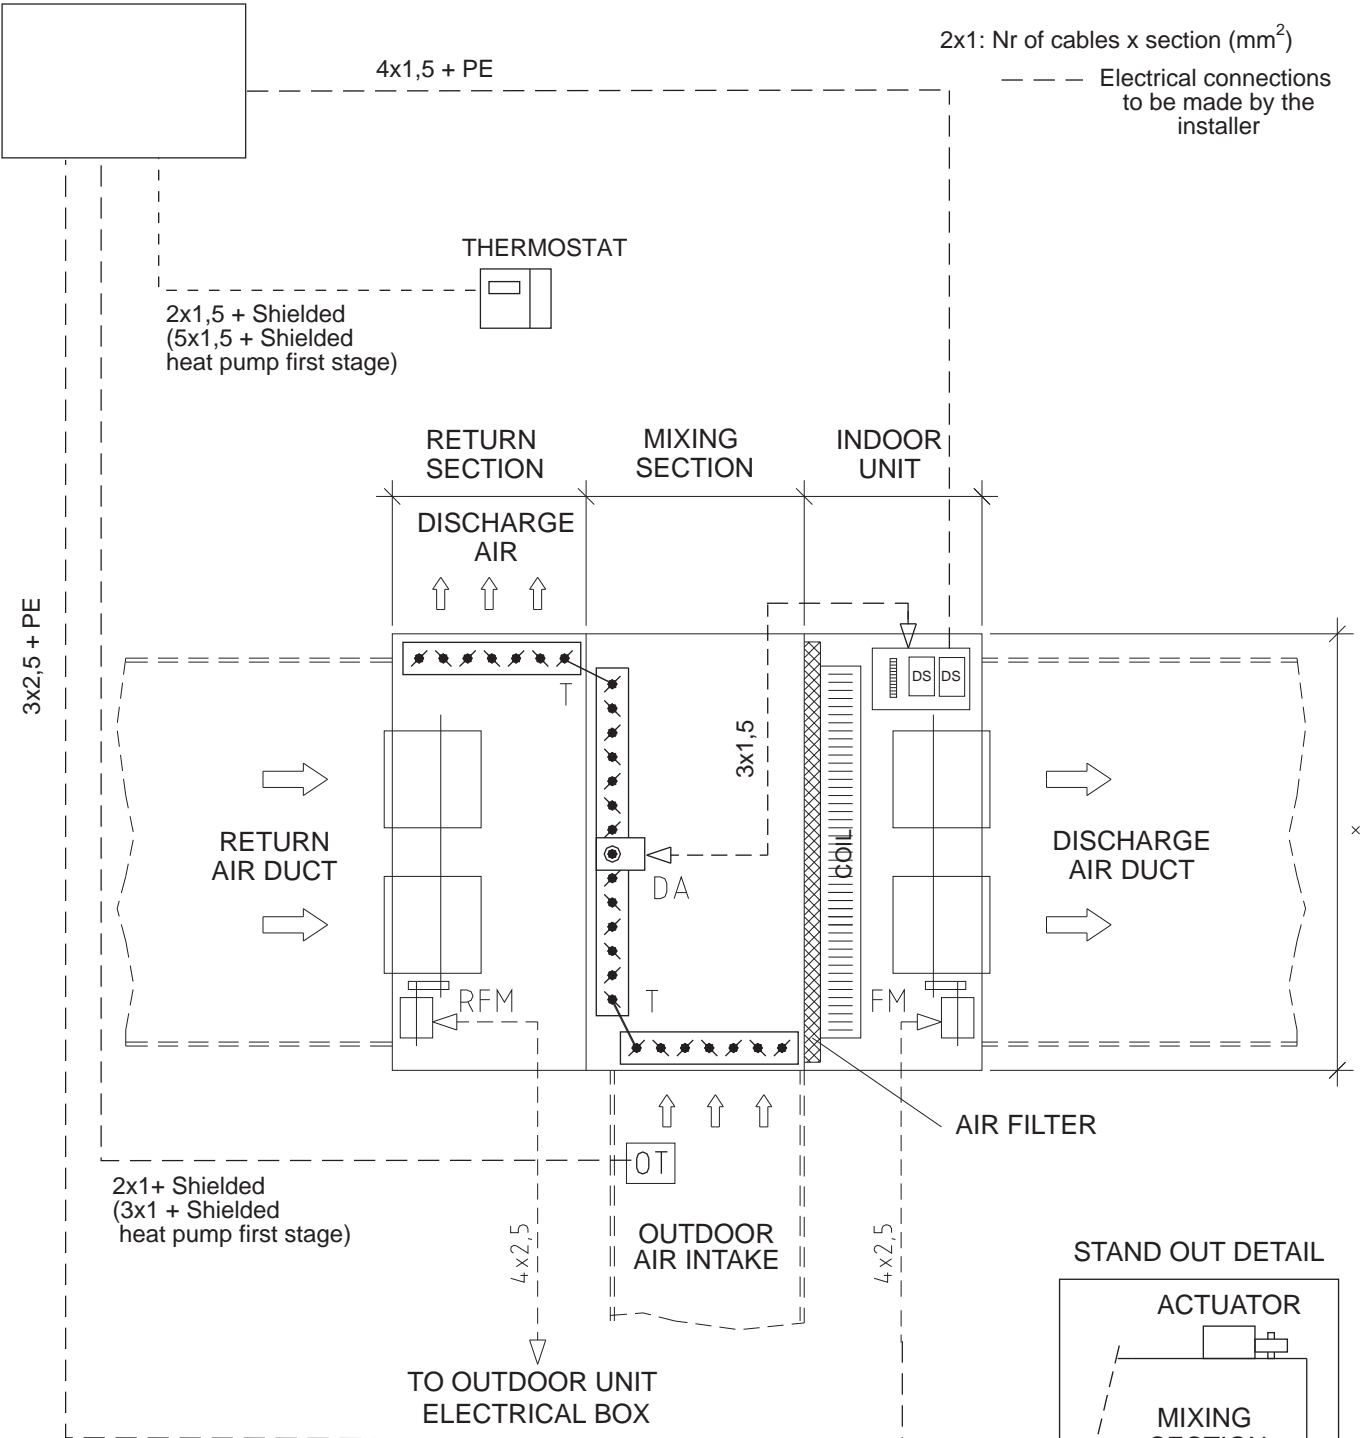 2x1: Nr of cables x section (mm²)
4x1,5 + PE
Electrical connections
to be made by the
installer
THERMOSTAT
2x1,5 + Shielded
(5x1,5 + Shielded
heat pump first stage)
RETURN
SECTION
MIXING
SECTION
INDOOR
UNIT
DISCHARGE
AIR
3x2,5 + PE
DS
DS
T
3x1,5
RETURN
AIR DUCT
COIL
DISCHARGE
AIR DUCT
x
DA
RFM
T
FM
AIR FILTER
OT
2x1+ Shielded
(3x1 + Shielded
heat pump first stage)
4x2,5
OUTDOOR
AIR INTAKE
4x2,5
STAND OUT DETAIL
ACTUATOR
TO OUTDOOR UNIT
ELECTRICAL BOX
MIXING
SECTION